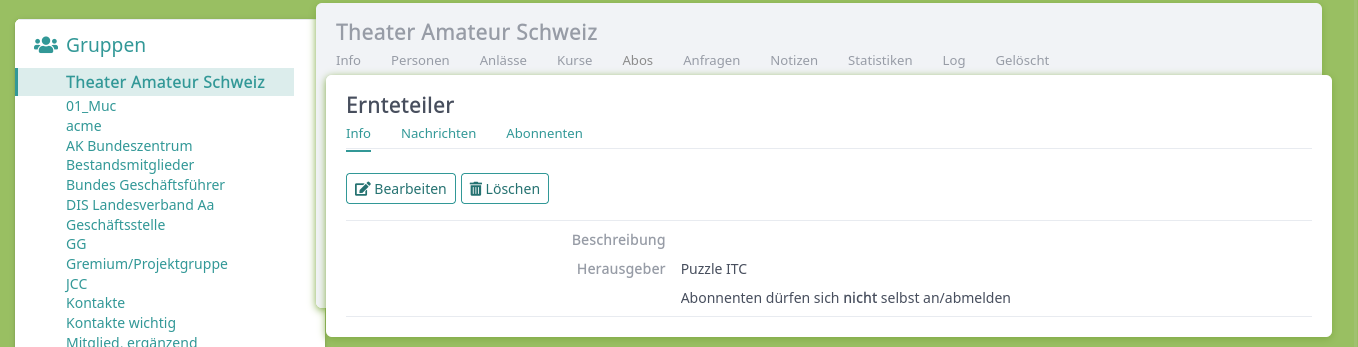 Gruppen
Theater Amateur Schweiz
01_Muc
acme
AK Bundeszentrum
Bestandsmitglieder
Bundes Geschäftsführer
DIS Landesverband Aa
Geschäftsstelle
GG
Gremium/Projektgruppe
JCC
Kontakte
Kontakte wichtig
Mitglied, ergänzend
Theater Amateur Schweiz
Info Personen Anlässe Kurse Abos Anfragen Notizen Statistiken Log Gelöscht
Ernteteiler
Info Nachrichten Abonnenten
Bearbeiten Löschen
Beschreibung
Herausgeber Puzzle ITC
Abonnenten dürfen sich nicht selbst an/abmelden